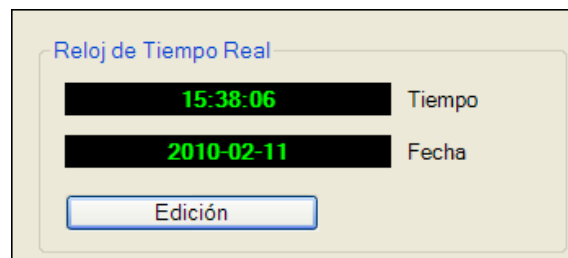 Reloj de Tiempo Real
15:38:06 Tiempo
2010-02-11 Fecha
Edición